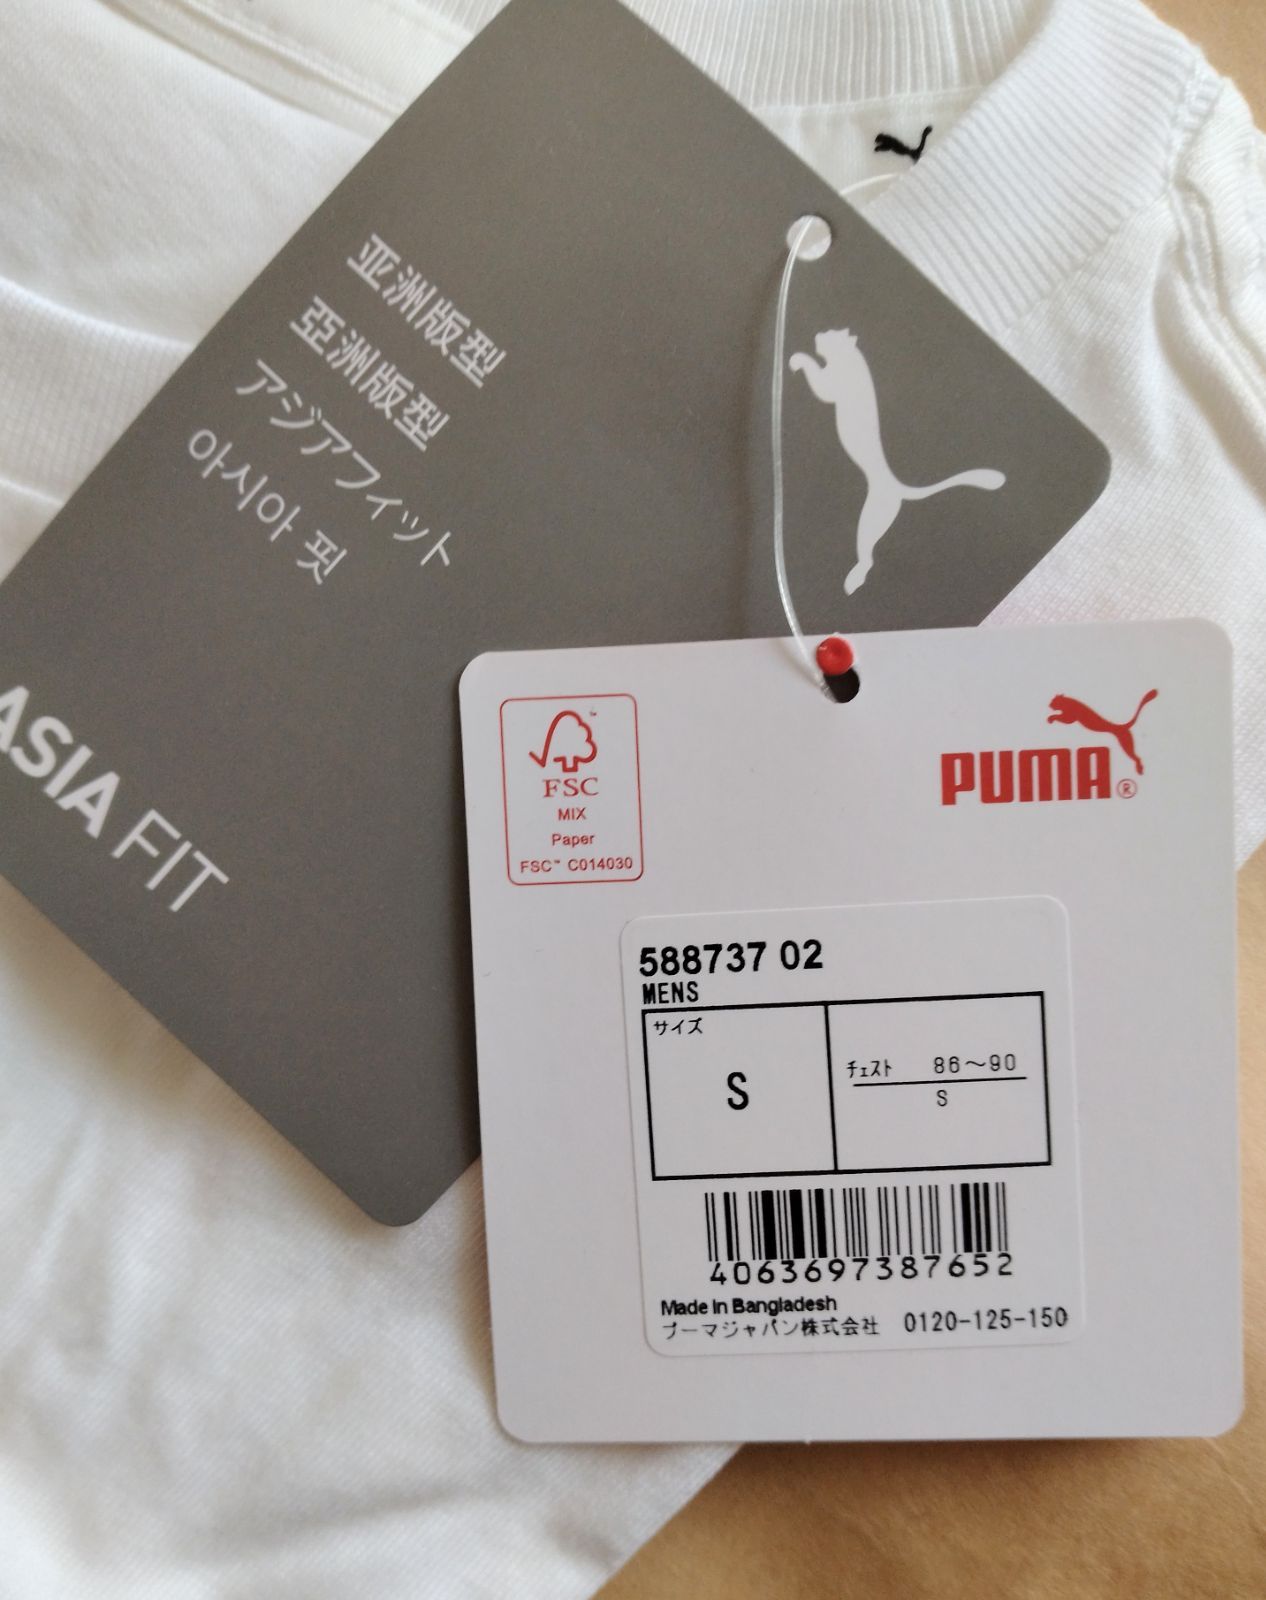 亚洲版型
亞洲版型
アジアフィット
아시아 핏
ASIA FIT
FSC
MIX
Paper
FSC™ C014030
PUMA®
588737 02
MENS
サイズ
S
チェスト 86～90
S
4063697387652
Made in Bangladesh
プーマジャパン株式会社 0120-125-150